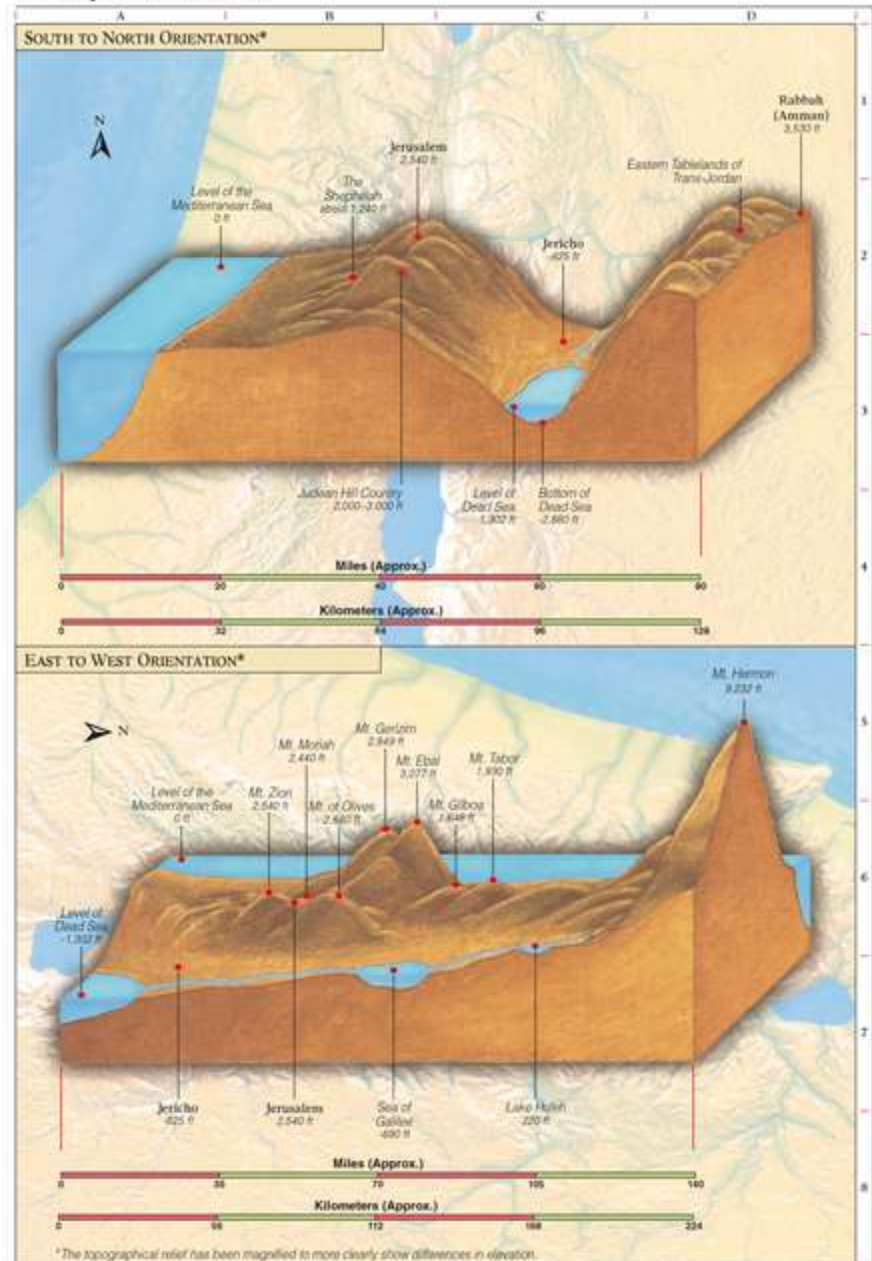 A B C D
SOUTH TO NORTH ORIENTATION*
1
2
3
4
N
Rabbah
(Amman)
3,530 ft
Jerusalem
2,540 ft
Eastern Tablelands of
Trans-Jordan
Level of the
Mediterranean Sea
0 ft
The
Shephelah
about 1,240 ft
Jericho
-825 ft
Judean Hill Country
2,000-3,000 ft
Level of
Dead Sea
1,302 ft
Bottom of
Dead Sea
-2,680 ft
Miles (Approx.)
0 20 40 60 80
Kilometers (Approx.)
0 32 64 96 128
EAST TO WEST ORIENTATION*
5
6
7
8
N
Mt. Hermon
9,232 ft
Mt. Gerizim
2,849 ft
Mt. Moriah
2,440 ft
Mt. Ebal
3,077 ft
Mt. Tabor
1,930 ft
Level of the
Mediterranean Sea
0 ft
Mt. Zion
2,540 ft
Mt. of Olives
2,680 ft
Mt. Gilboa
1,648 ft
Level of
Dead Sea
-1,302 ft
Jericho
-825 ft
Jerusalem
2,540 ft
Sea of
Galilee
-690 ft
Lake Huleh
220 ft
Miles (Approx.)
0 35 70 105 140
Kilometers (Approx.)
0 56 112 168 224
*The topographical relief has been magnified to more clearly show differences in elevation.